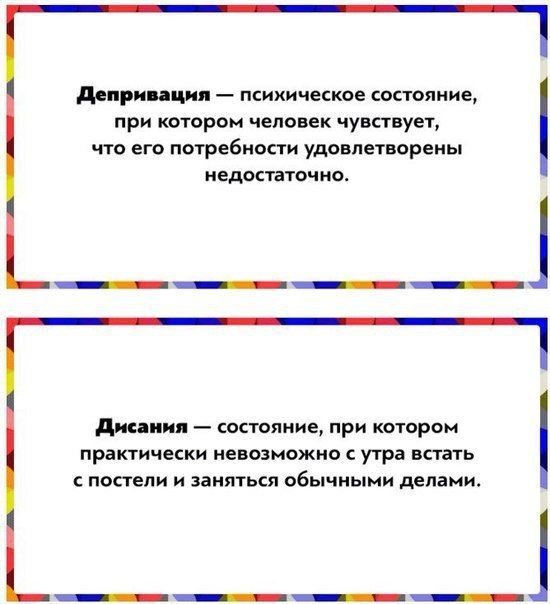 Депривация — психическое состояние,
при котором человек чувствует,
что его потребности удовлетворены
недостаточно.
Дисания — состояние, при котором
практически невозможно с утра встать
с постели и заняться обычными делами.